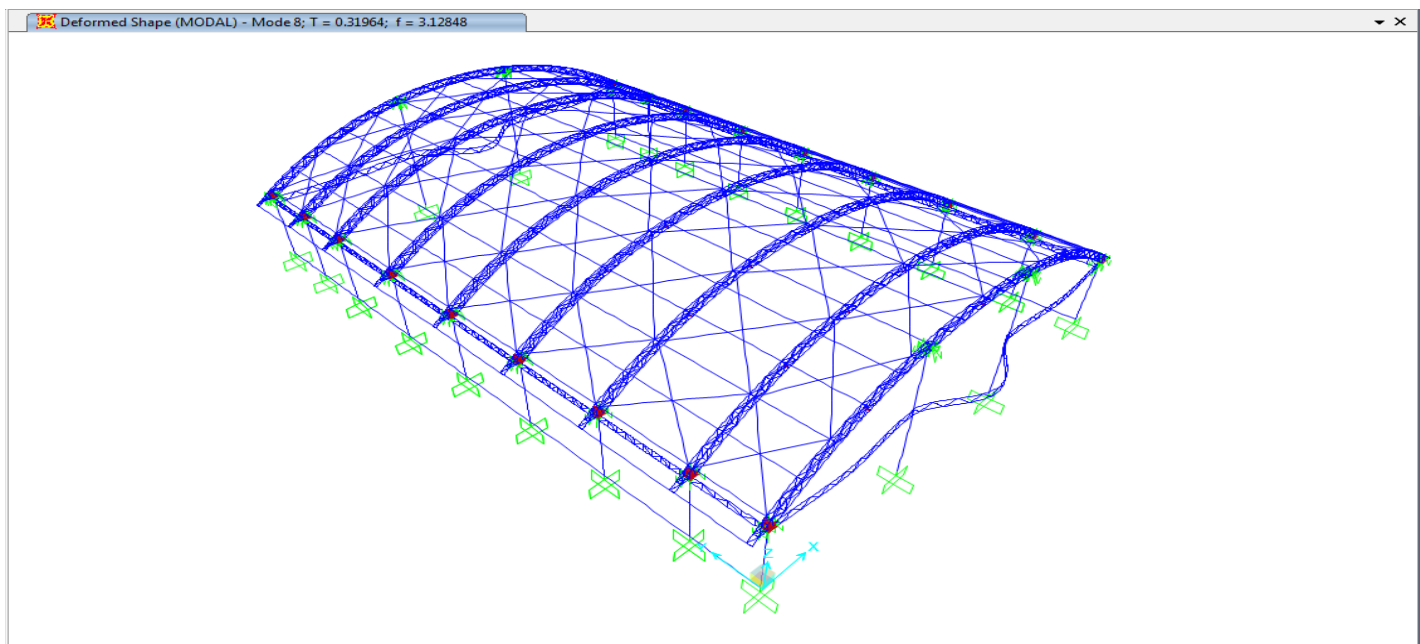 Deformed Shape (MODAL) - Mode 8; T = 0.31964; f = 3.12848
Z
X